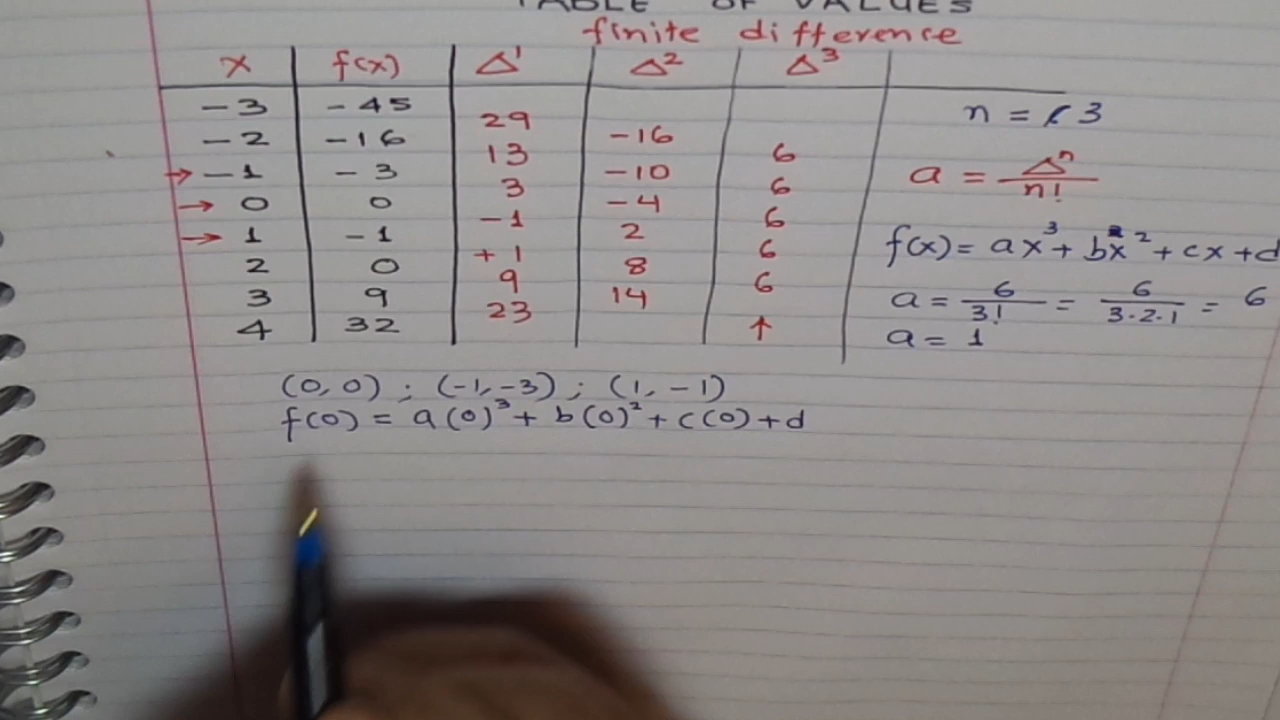 TABLE OF VALUES
finite difference
x f(x) Δ¹ Δ² Δ³
-3 -45
29
-2 -16 -16
13 6
-1 -3 -10
3 6
0 0 -4
-1 6
1 -1 2
+1 6
2 0 8
9 6
3 9 14
23
4 32
n = 3
a = Δⁿ/n!
f(x) = ax³ + bx² + cx + d
a = 6/3! = 6/3·2·1 = 6
a = 1
(0,0) ; (-1,-3) ; (1,-1)
f(0) = a(0)³ + b(0)² + c(0) + d